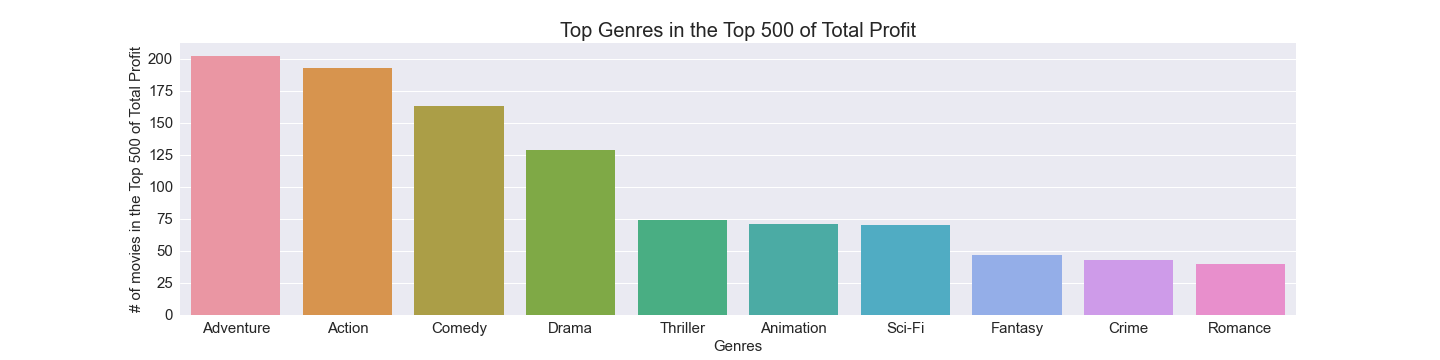 Top Genres in the Top 500 of Total Profit
# of movies in the Top 500 of Total Profit
200
175
150
125
100
75
50
25
0
Adventure Action Comedy Drama Thriller Animation Sci-Fi Fantasy Crime Romance
Genres